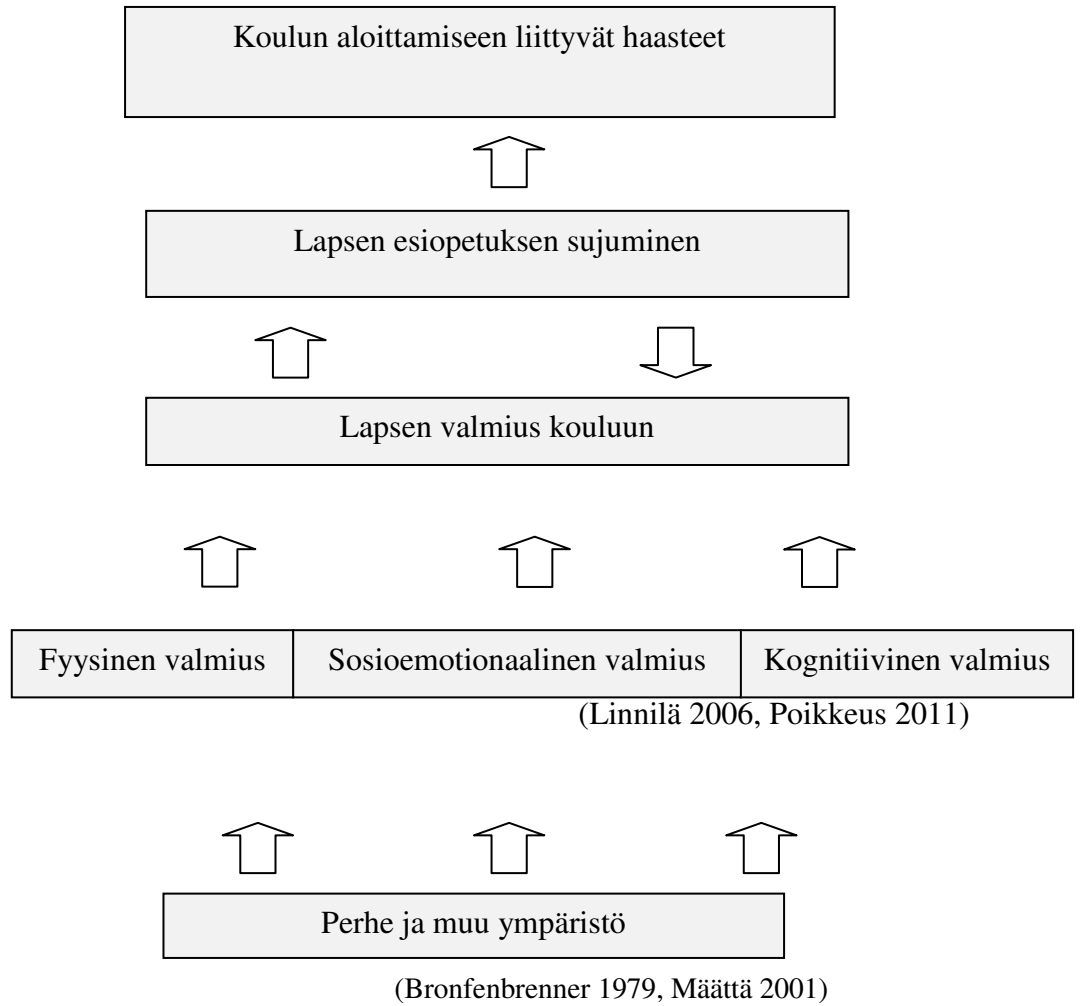 Koulun aloittamiseen liittyvät haasteet
Lapsen esiopetuksen sujuminen
Lapsen valmius kouluun
Fyysinen valmius
Sosioemotionaalinen valmius
Kognitiivinen valmius
(Linnilä 2006, Poikkeus 2011)
Perhe ja muu ympäristö
(Bronfenbrenner 1979, Määttä 2001)